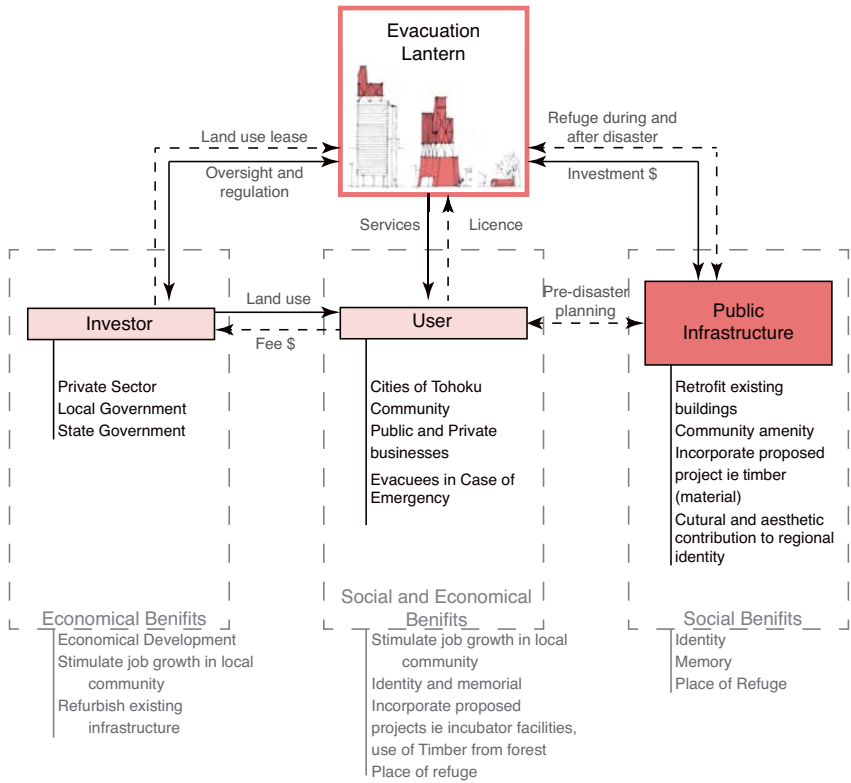 Evacuation
Lantern
Land use lease
Oversight and
regulation
Refuge during and
after disaster
Investment $
Services
Licence
Investor
Land use
Fee $
User
Pre-disaster
planning
Public
Infrastructure
Private Sector
Local Government
State Government
Cities of Tohoku
Community
Public and Private
businesses
Evacuees in Case of
Emergency
Retrofit existing
buildings
Community amenity
Incorporate proposed
project ie timber
(material)
Cutural and aesthetic
contribution to regional
identity
Economical Benifits
Economical Development
Stimulate job growth in local
community
Refurbish existing
infrastructure
Social and Economical
Benefits
Stimulate job growth in local
community
Identity and memorial
Incorporate proposed
projects ie incubator facilities,
use of Timber from forest
Place of refuge
Social Benefits
Identity
Memory
Place of Refuge